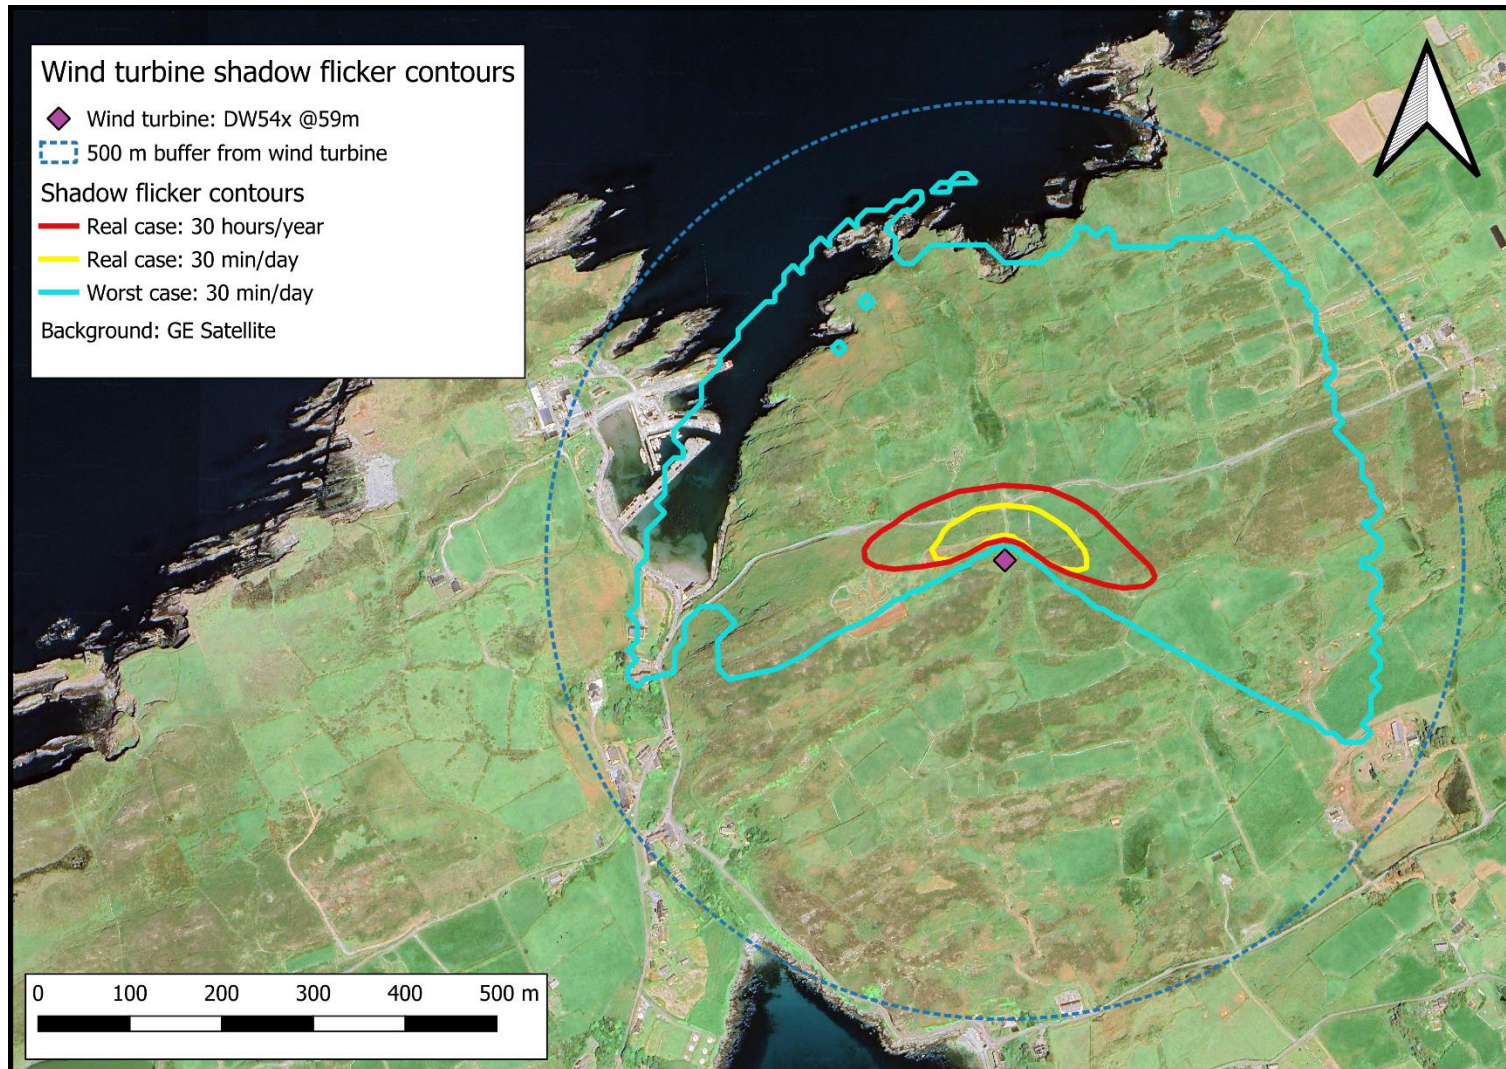 Wind turbine shadow flicker contours
Wind turbine: DW54x @59m
500 m buffer from wind turbine
Shadow flicker contours
Real case: 30 hours/year
Real case: 30 min/day
Worst case: 30 min/day
Background: GE Satellite
0 100 200 300 400 500 m